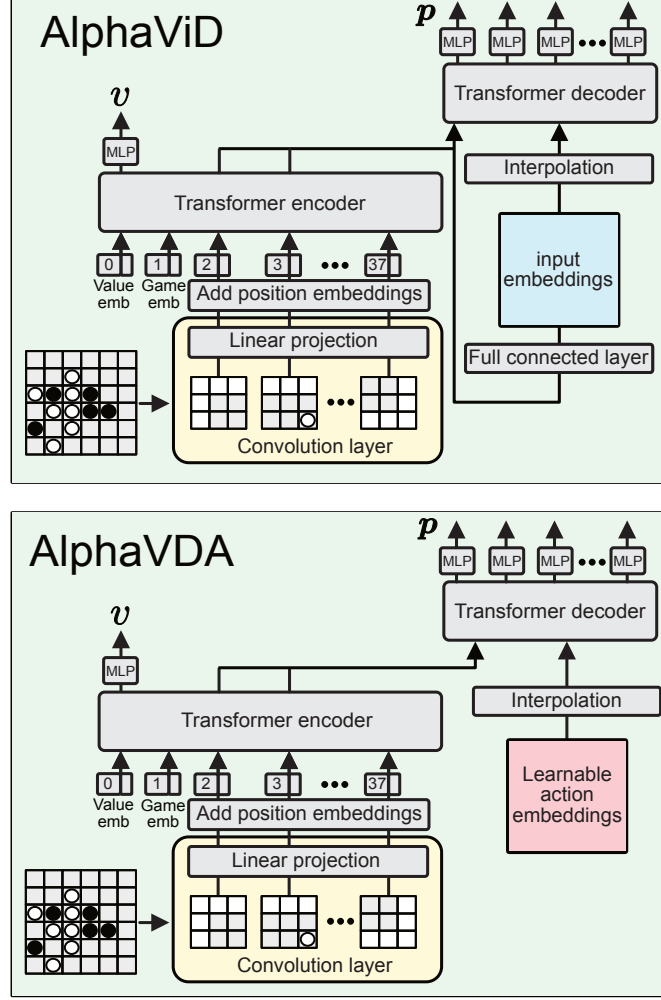 AlphaViD
p
MLP MLP MLP ••• MLP
Transformer decoder
v
MLP
Interpolation
Transformer encoder
input
embeddings
0 1 2 3 ••• 37
Value
emb
Game
emb
Add position embeddings
Linear projection
Full connected layer
•••
Convolution layer
AlphaVDA
p
MLP MLP MLP ••• MLP
Transformer decoder
v
MLP
Interpolation
Transformer encoder
Learnable
action
embeddings
0 1 2 3 ••• 37
Value
emb
Game
emb
Add position embeddings
Linear projection
•••
Convolution layer